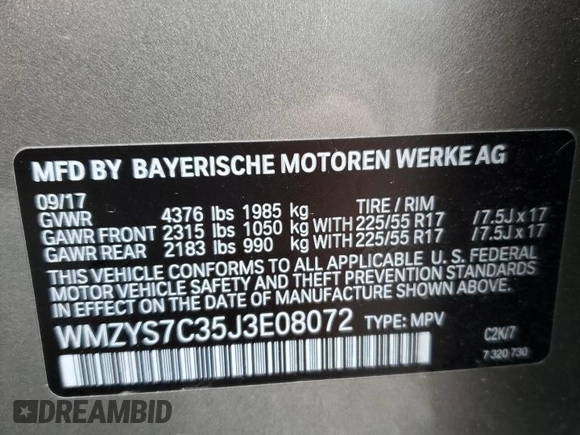 MFD BY BAYERISCHE MOTOREN WERKE AG
09/17 TIRE / RIM
GVWR 4376 lbs 1985 kg
GAWR FRONT 2315 lbs 1050 kg WITH 225/55 R17 /7.5J x 17
GAWR REAR 2183 lbs 990 kg WITH 225/55 R17 /7.5J x 17
THIS VEHICLE CONFORMS TO ALL APPLICABLE U. S. FEDERAL
MOTOR VEHICLE SAFETY AND THEFT PREVENTION STANDARDS
IN EFFECT ON THE DATE OF MANUFACTURE SHOWN ABOVE.
WMZYS7C35J3E08072 TYPE: MPV C2K/7
7 320 730
DREAMBID